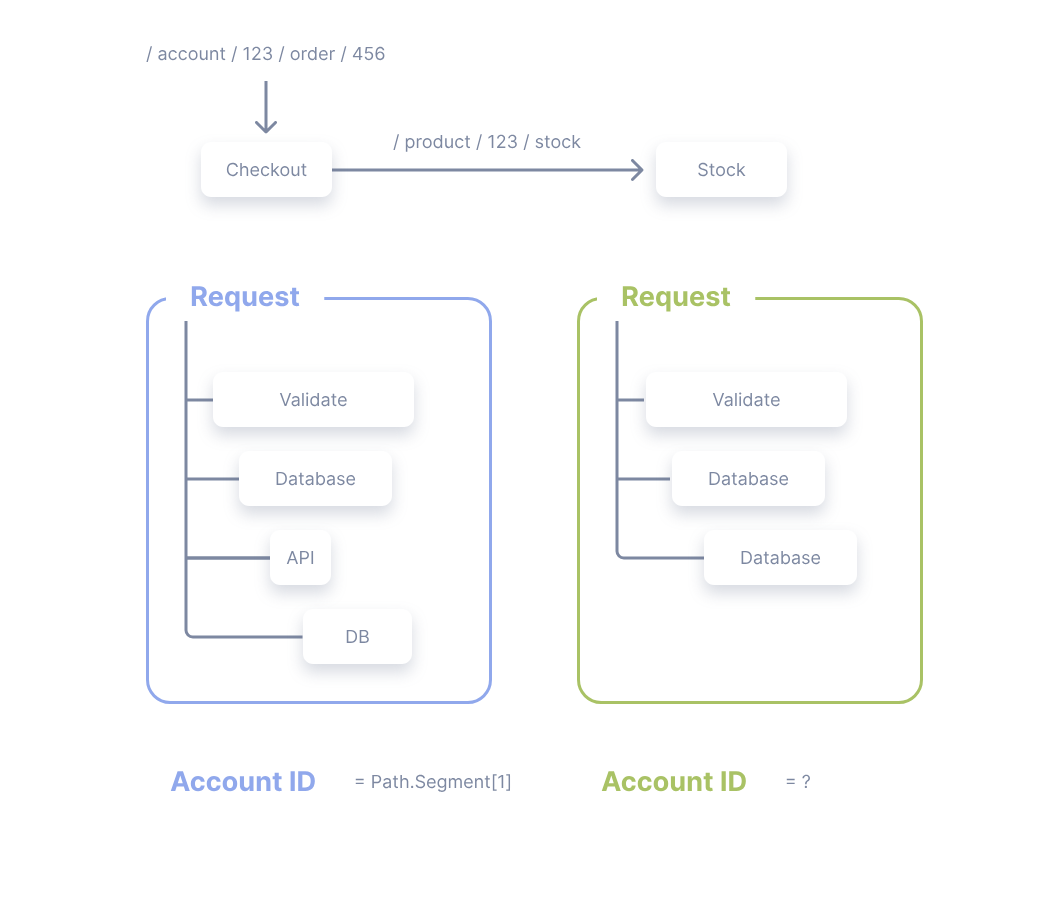 / account / 123 / order / 456
/ product / 123 / stock
Checkout
Stock
Request
Validate
Database
API
DB
Request
Validate
Database
Database
Account ID = Path.Segment[1]
Account ID = ?